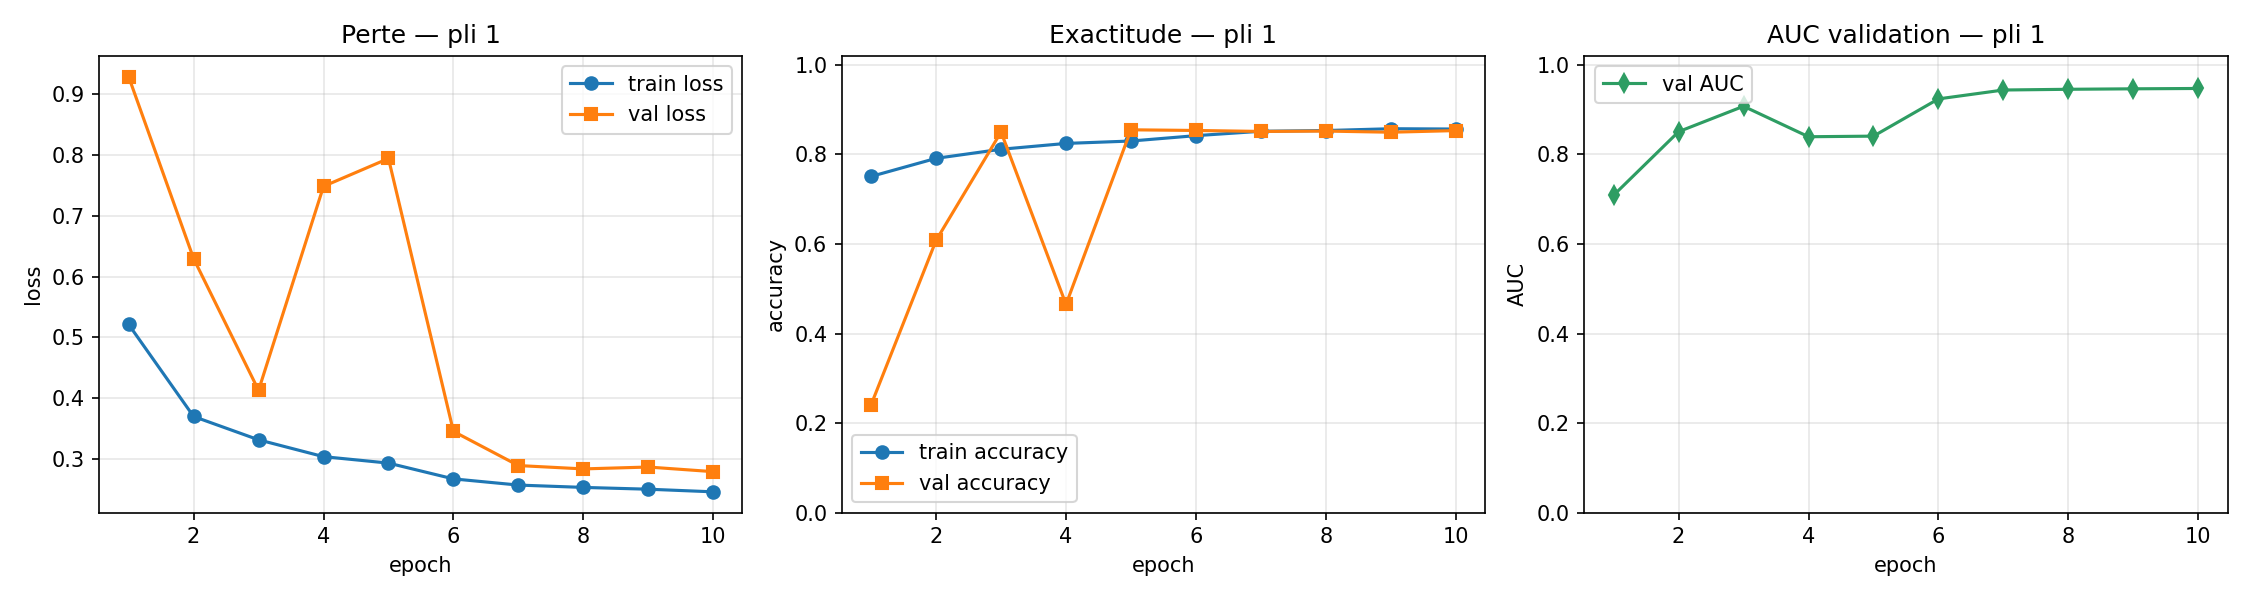 Perte — pli 1
train loss
val loss
0.9
0.8
0.7
0.6
0.5
0.4
0.3
loss
2 4 6 8 10
epoch
Exactitude — pli 1
train accuracy
val accuracy
1.0
0.8
0.6
0.4
0.2
0.0
accuracy
2 4 6 8 10
epoch
AUC validation — pli 1
val AUC
1.0
0.8
0.6
0.4
0.2
0.0
AUC
2 4 6 8 10
epoch